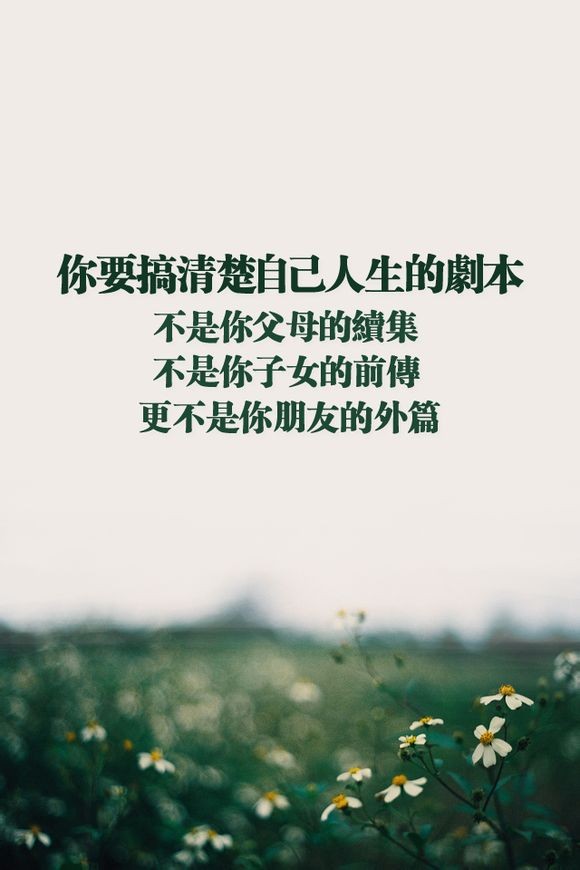 你要搞清楚自己人生的劇本
不是你父母的續集
不是你子女的前傳
更不是你朋友的外篇